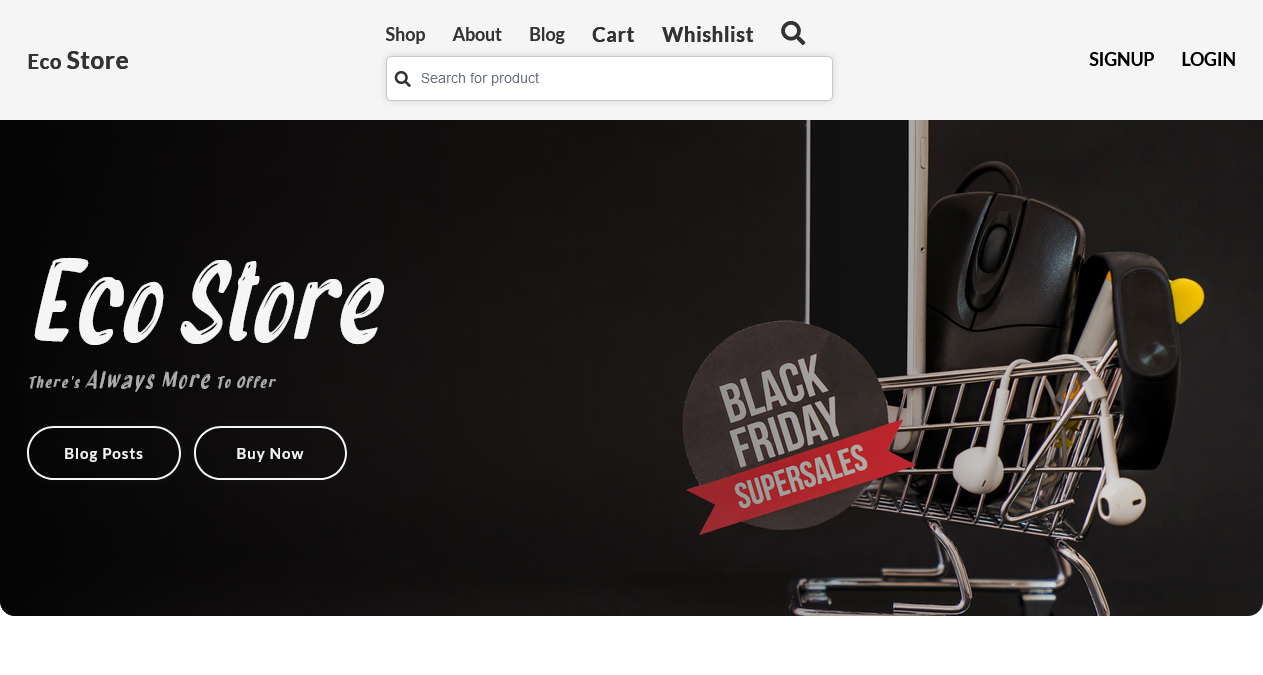 Eco Store
Shop About Blog Cart Whishlist
Search for product
SIGNUP LOGIN
Eco Store
There's Always More To Offer
Blog Posts Buy Now
BLACK
FRIDAY
SUPERSALES